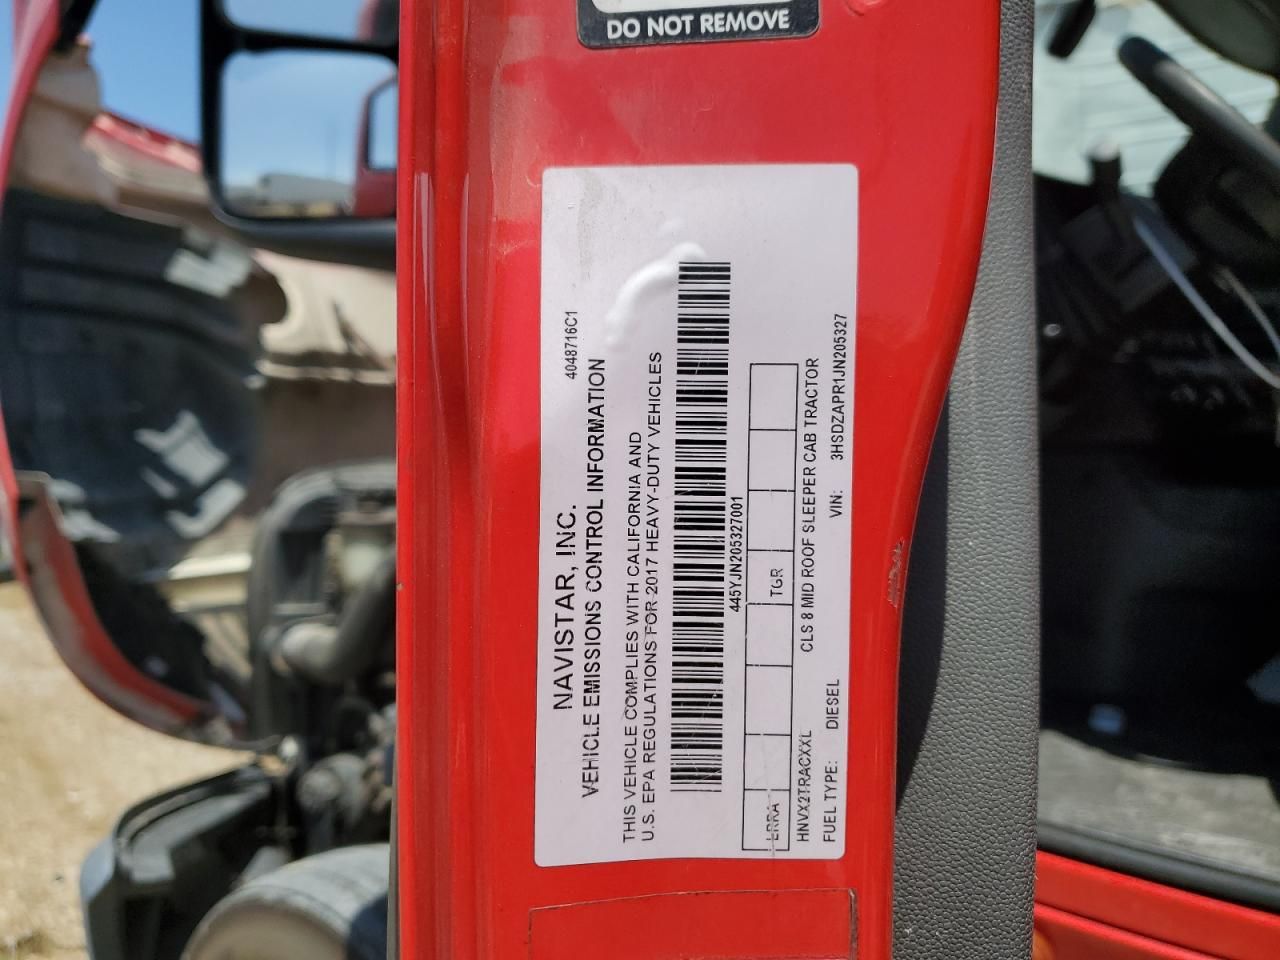 DO NOT REMOVE
4048716C1
NAVISTAR, INC.
VEHICLE EMISSIONS CONTROL INFORMATION
THIS VEHICLE COMPLIES WITH CALIFORNIA AND
U.S. EPA REGULATIONS FOR 2017 HEAVY-DUTY VEHICLES
445YJN205327001
LRRA TGR
HNVX2TRACXXL CLS 8 MID ROOF SLEEPER CAB TRACTOR
FUEL TYPE: DIESEL VIN: 3HSDZAPR1JN205327